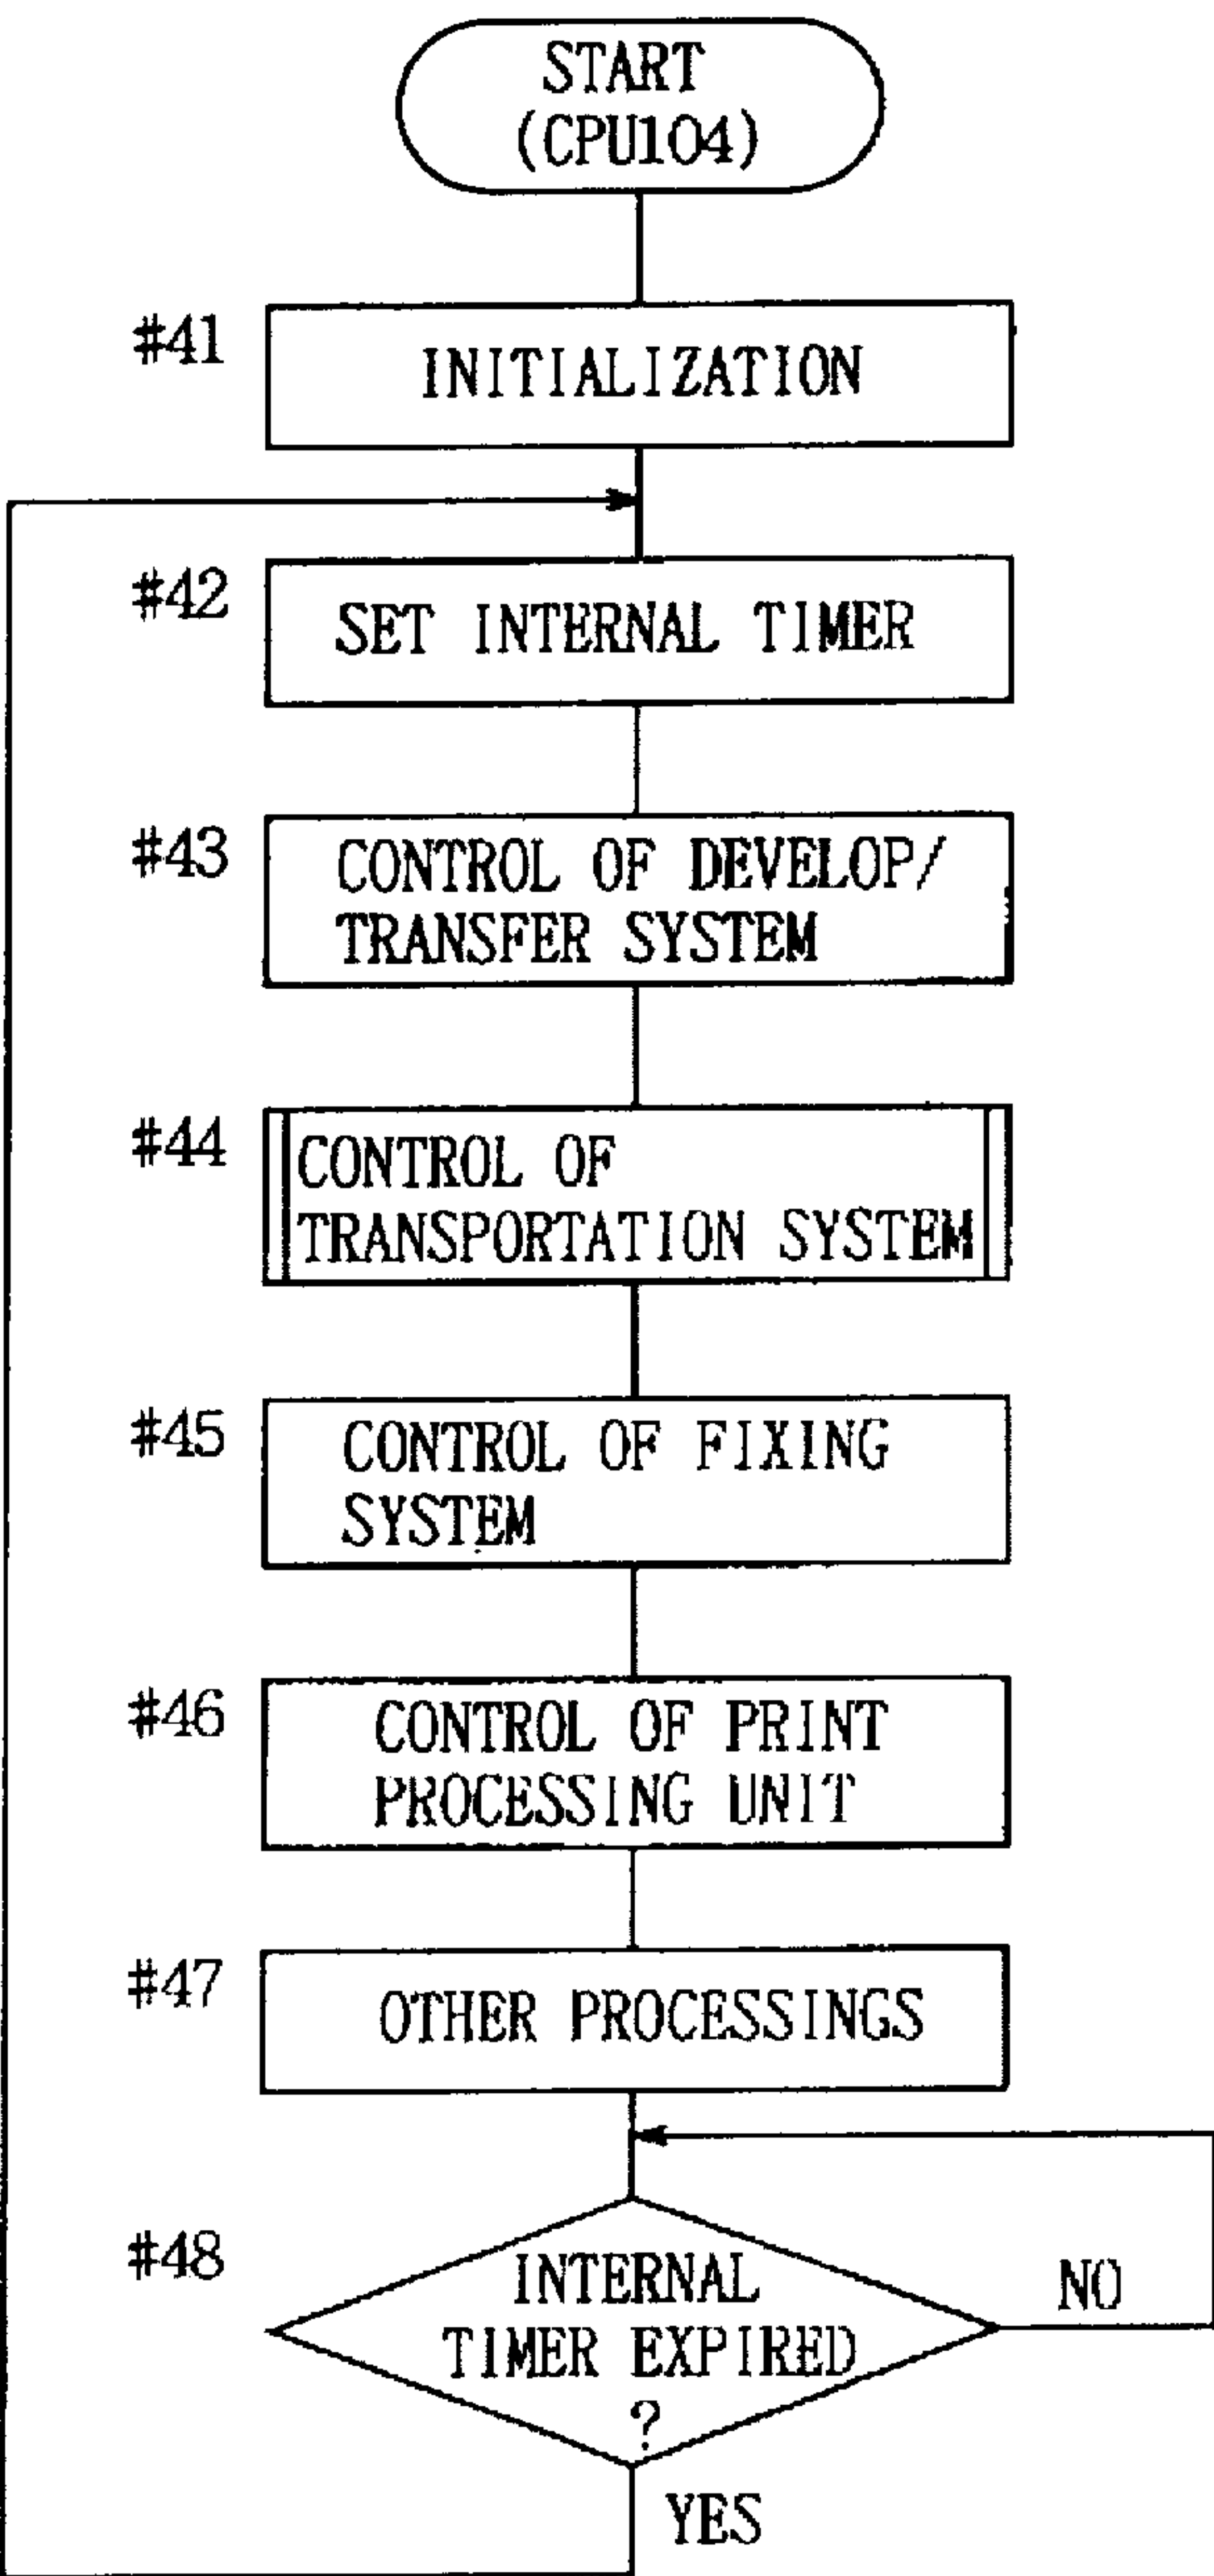 START
(CPU104)
#41
INITIALIZATION
#42
SET INTERNAL TIMER
#43
CONTROL OF DEVELOP/
TRANSFER SYSTEM
#44
CONTROL OF
TRANSPORTATION SYSTEM
#45
CONTROL OF FIXING
SYSTEM
#46
CONTROL OF PRINT
PROCESSING UNIT
#47
OTHER PROCESSINGS
#48
INTERNAL
TIMER EXPIRED
?
NO
YES